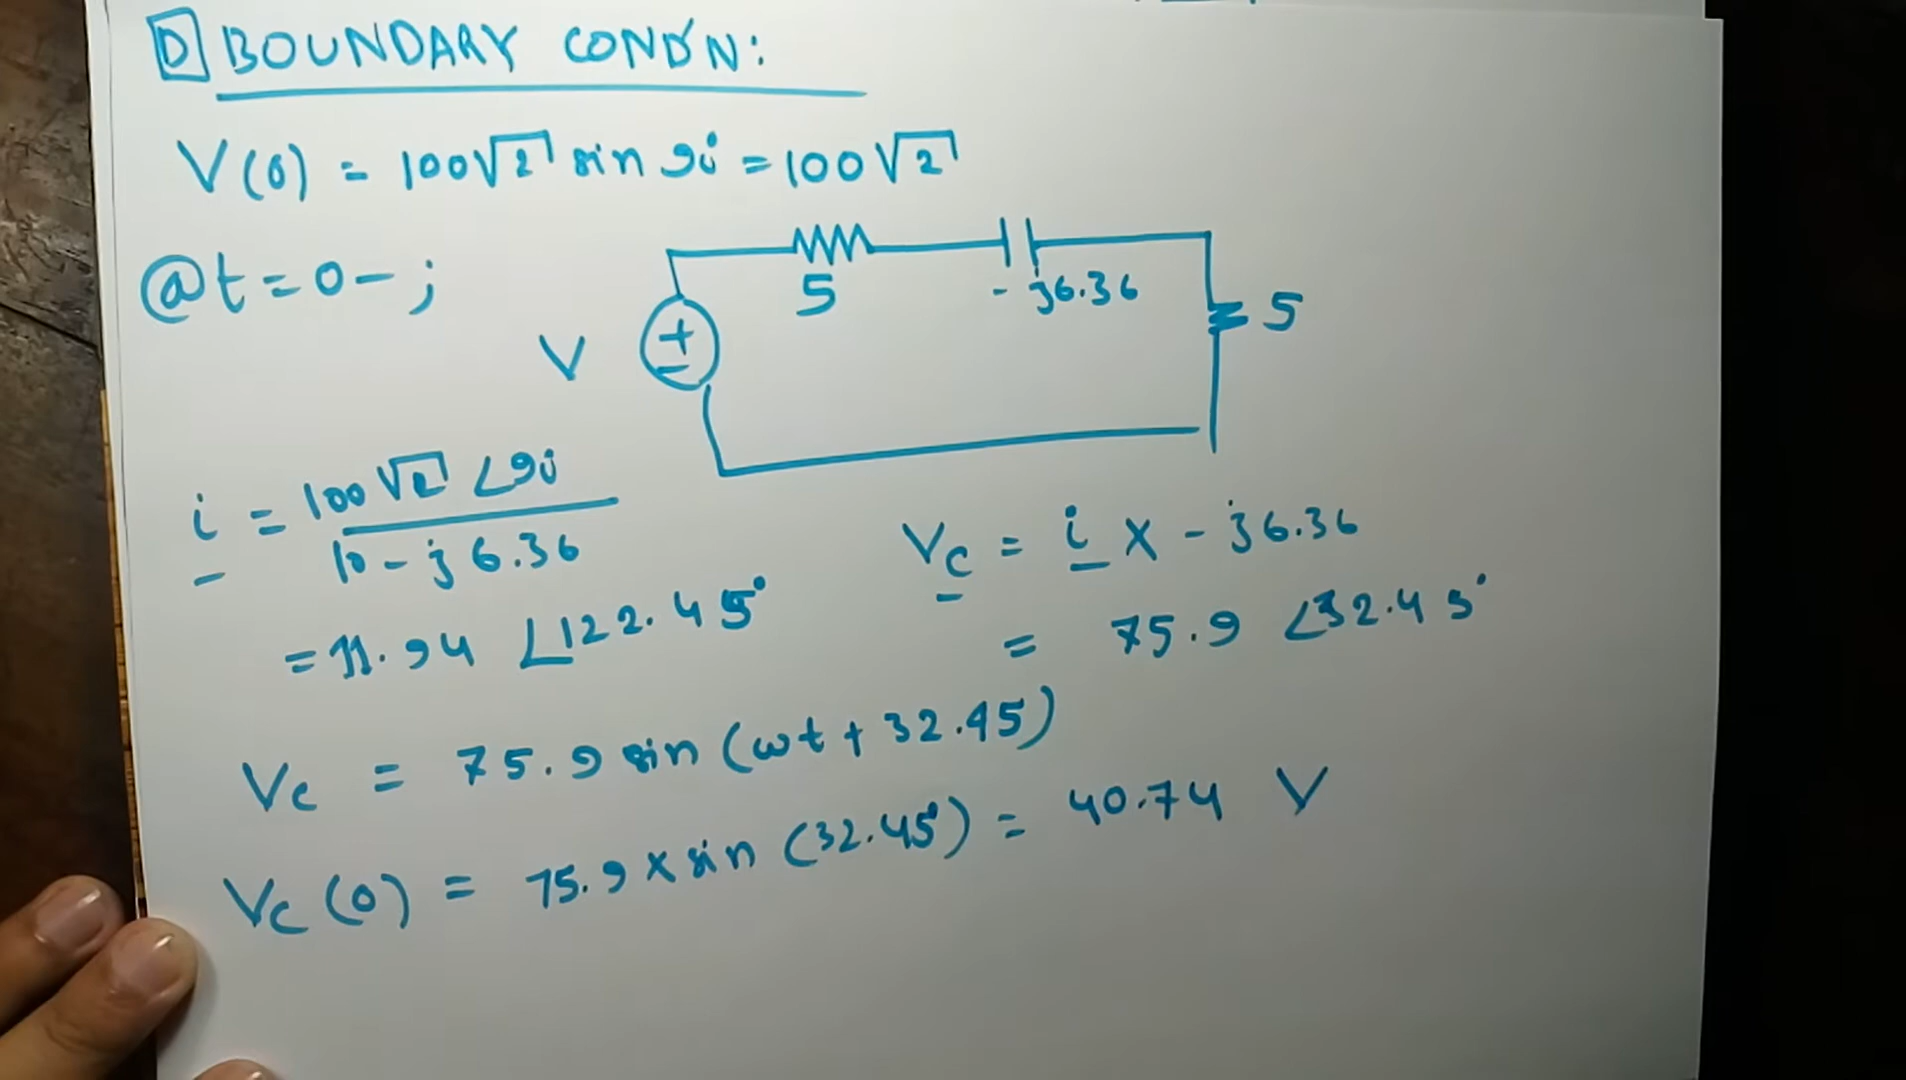 D BOUNDARY COND'N:
V(0) = 100√2 sin 90° = 100√2
@t=0- ;
5
- j6.36
5
V
+
-
i = 100√2 ∠90° / 10 - j6.36
= 11.94 ∠122.45°
Vc = i x - j6.36
= 75.9 ∠32.45°
Vc = 75.9 sin (ωt + 32.45)
Vc (0) = 75.9 x sin (32.45°) = 40.74 V